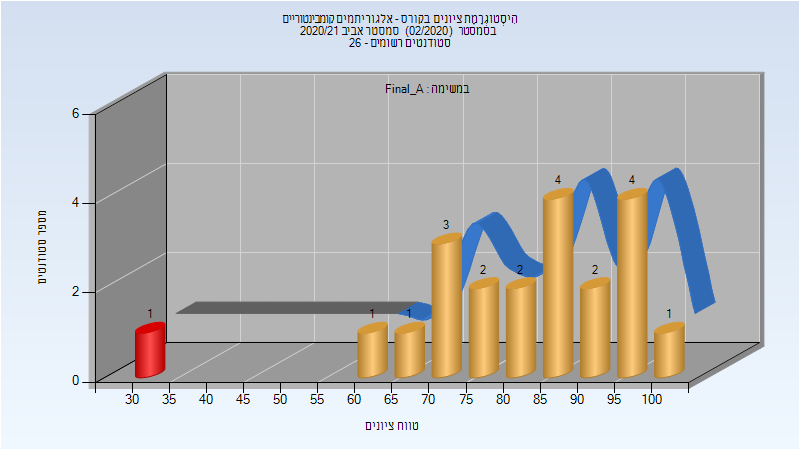 היסטוגרמת ציונים בקורס - אלגוריתמים קומבינטוריים
בסמסטר (02/2020) סמסטר אביב 2020/21
סטודנטים רשומים - 26
במשימה : Final_A
מספר סטודנטים
6
4
2
0
1 1 1 3 2 2 4 2 4 1
30 35 40 45 50 55 60 65 70 75 80 85 90 95 100
טווח ציונים